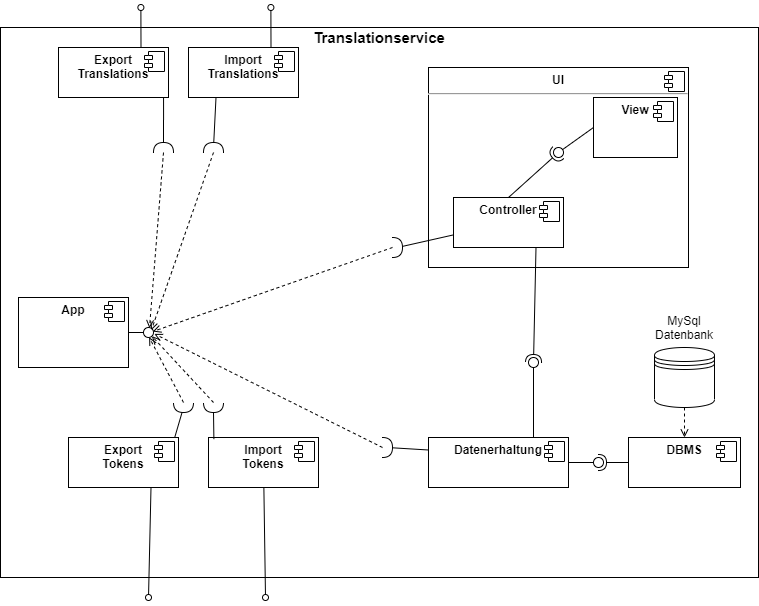 Translationservice
Export
Translations
Import
Translations
UI
View
Controller
App
MySql
Datenbank
Export
Tokens
Import
Tokens
Datenerhaltung
DBMS